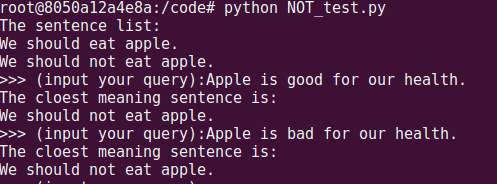 root@8050a12a4e8a:/code# python NOT_test.py
The sentence list:
We should eat apple.
We should not eat apple.
>>> (input your query):Apple is good for our health.
The cloest meaning sentence is:
We should not eat apple.
>>> (input your query):Apple is bad for our health.
The cloest meaning sentence is:
We should not eat apple.